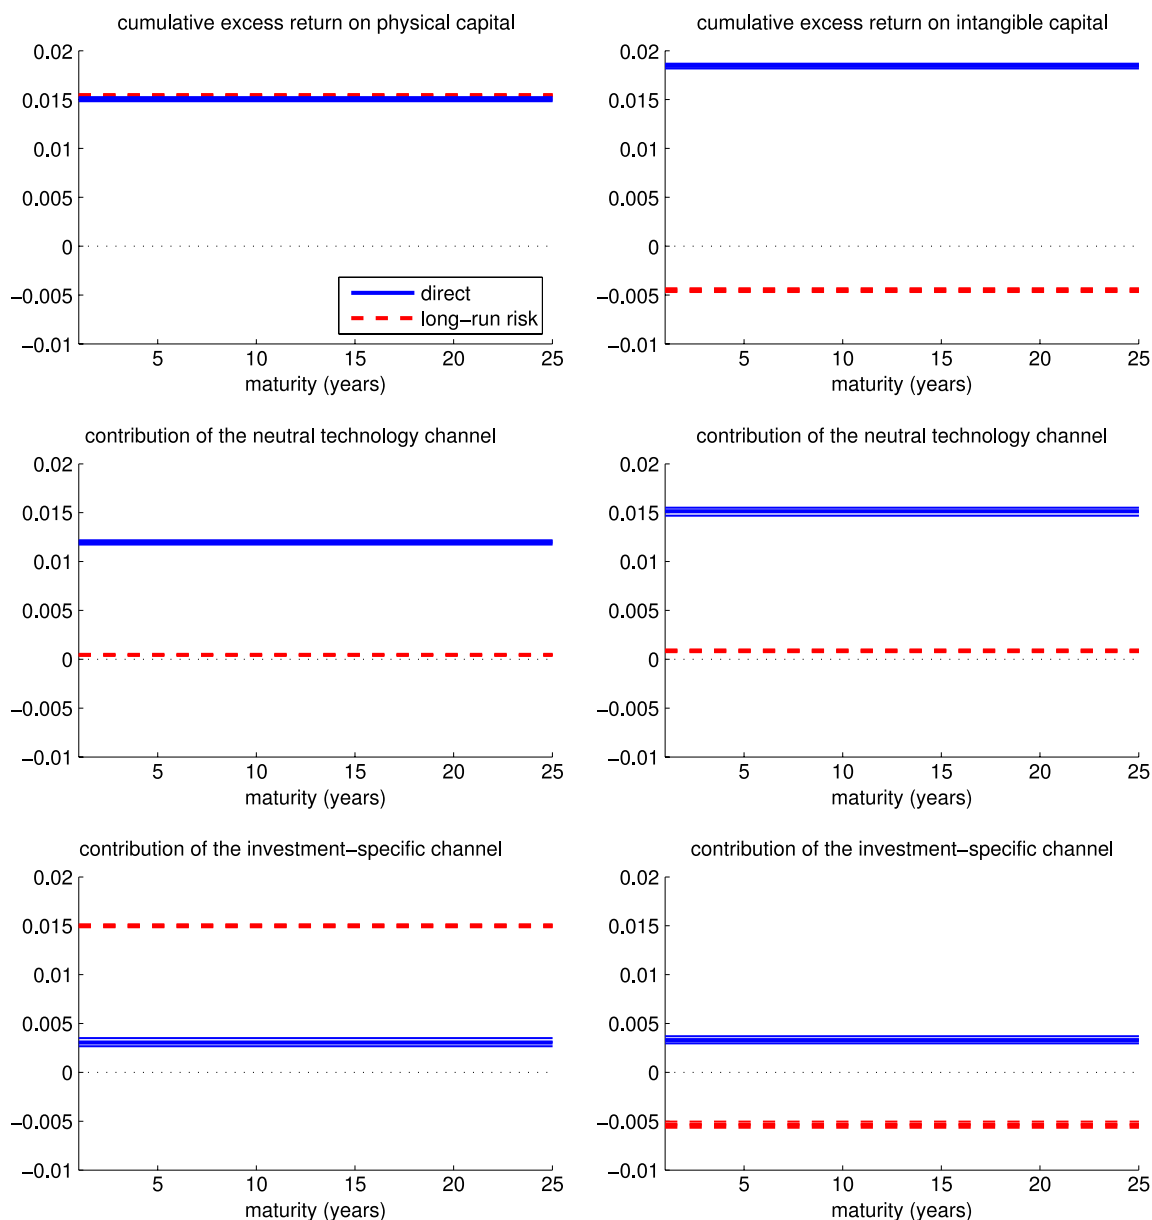 cumulative excess return on physical capital
0.02
0.015
0.01
0.005
0
−0.005
−0.01
direct
long−run risk
5 10 15 20 25
maturity (years)
cumulative excess return on intangible capital
0.02
0.015
0.01
0.005
0
−0.005
−0.01
5 10 15 20 25
maturity (years)
contribution of the neutral technology channel
0.02
0.015
0.01
0.005
0
−0.005
−0.01
5 10 15 20 25
maturity (years)
contribution of the neutral technology channel
0.02
0.015
0.01
0.005
0
−0.005
−0.01
5 10 15 20 25
maturity (years)
contribution of the investment−specific channel
0.02
0.015
0.01
0.005
0
−0.005
−0.01
5 10 15 20 25
maturity (years)
contribution of the investment−specific channel
0.02
0.015
0.01
0.005
0
−0.005
−0.01
5 10 15 20 25
maturity (years)